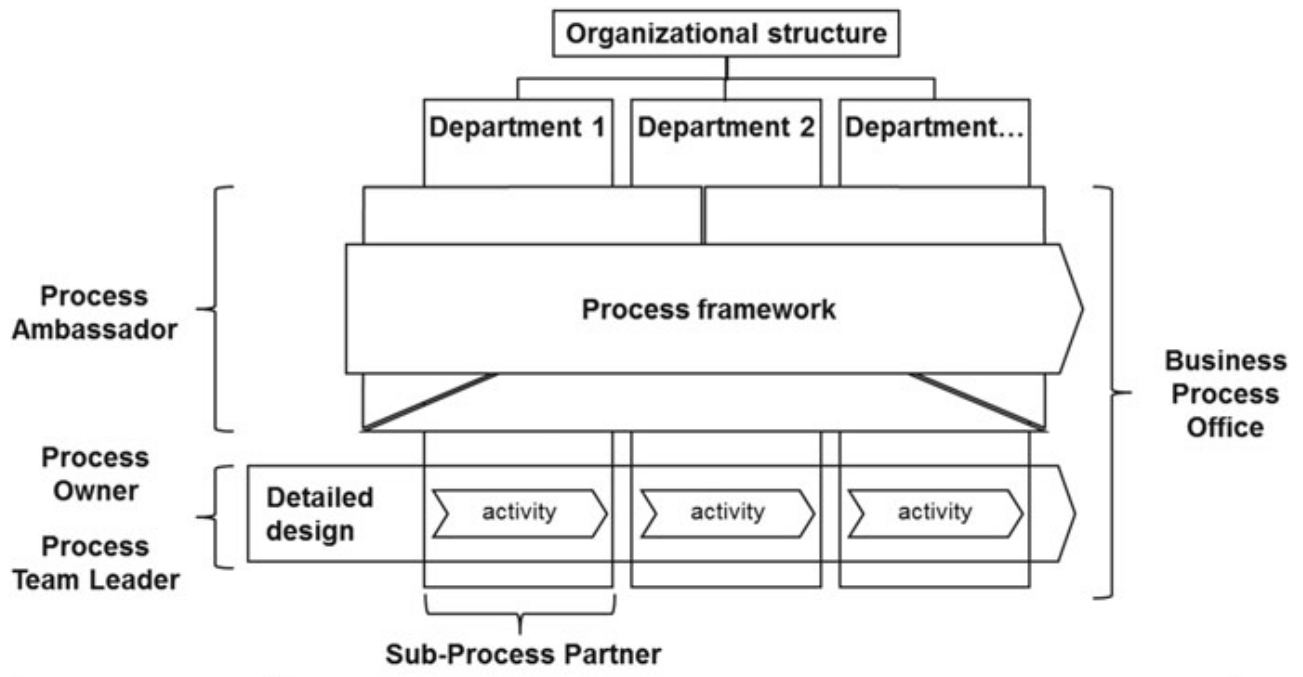 Organizational structure
Department 1
Department 2
Department...
Process
Ambassador
Process framework
Business
Process
Office
Process
Owner
Process
Team Leader
Detailed
design
activity
activity
activity
Sub-Process Partner